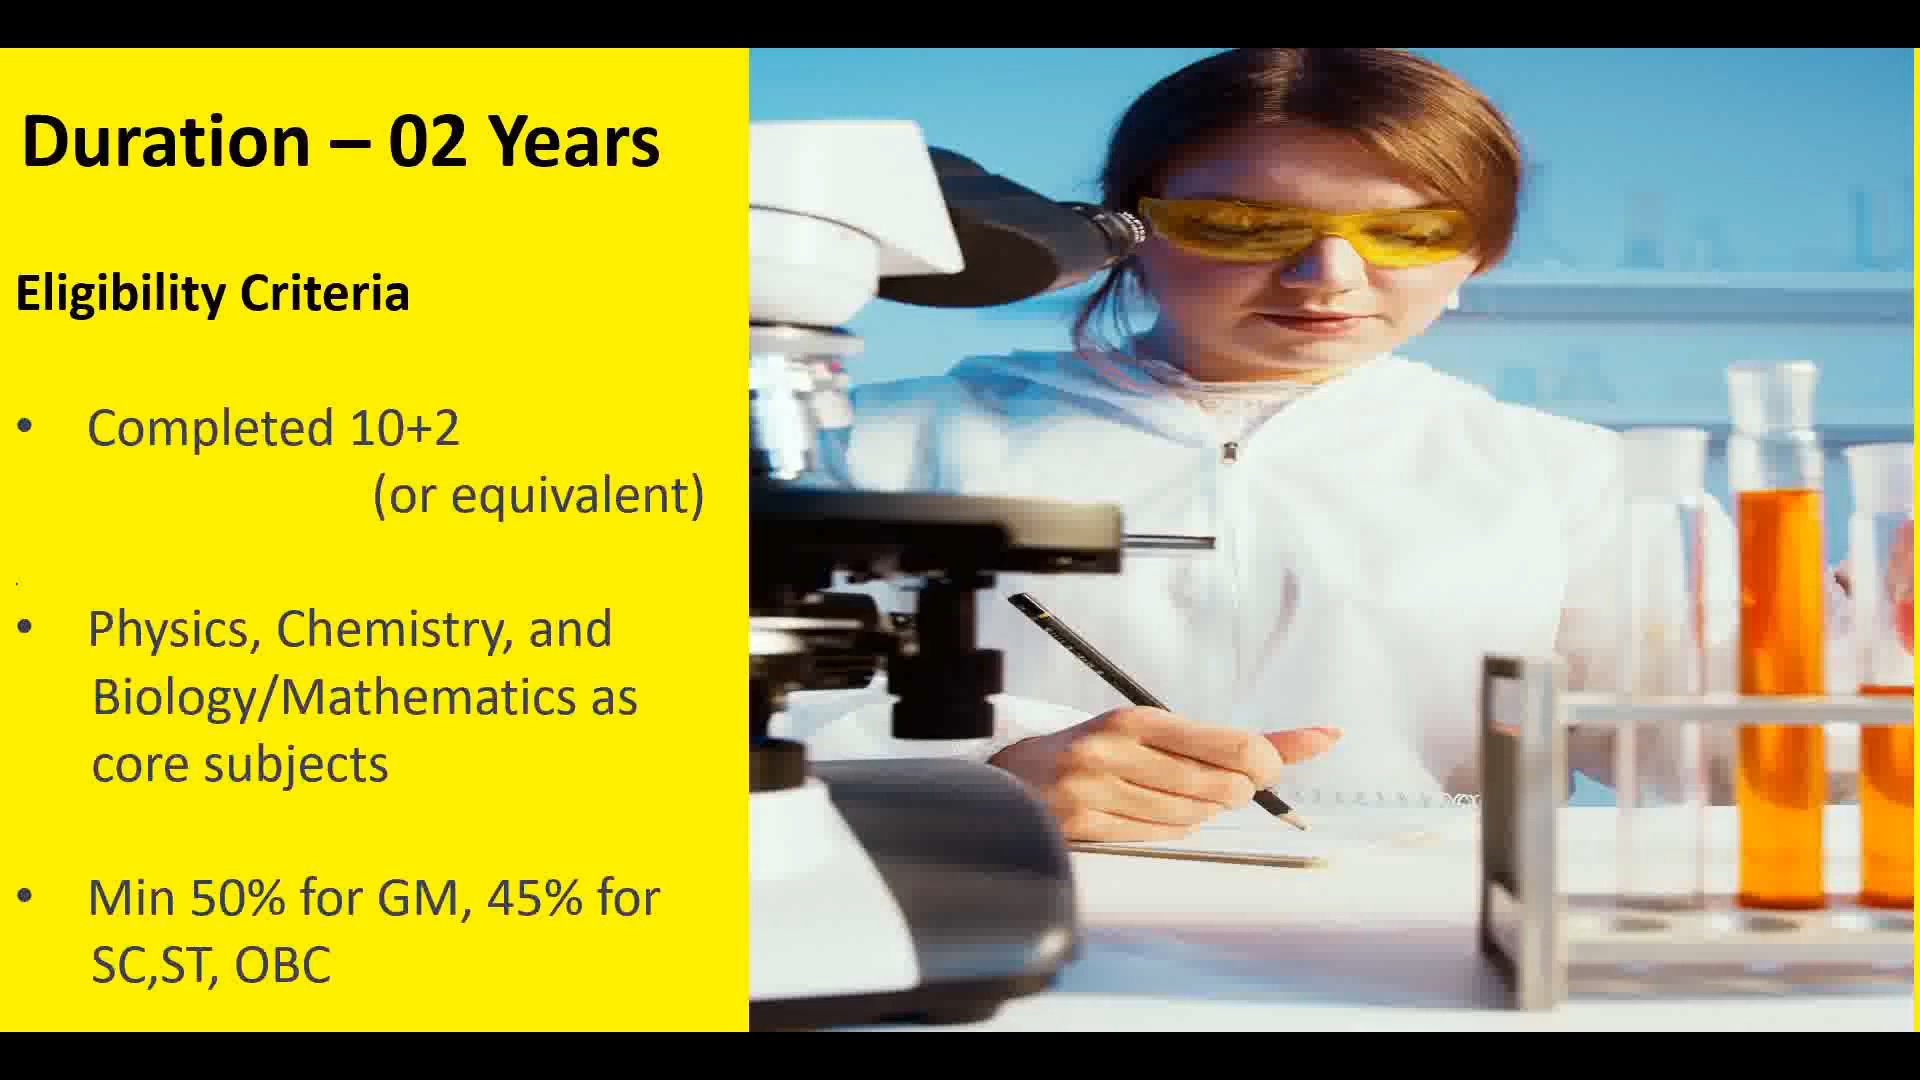 Duration – 02 Years
Eligibility Criteria
• Completed 10+2
(or equivalent)
.
• Physics, Chemistry, and
Biology/Mathematics as
core subjects
• Min 50% for GM, 45% for
SC,ST, OBC